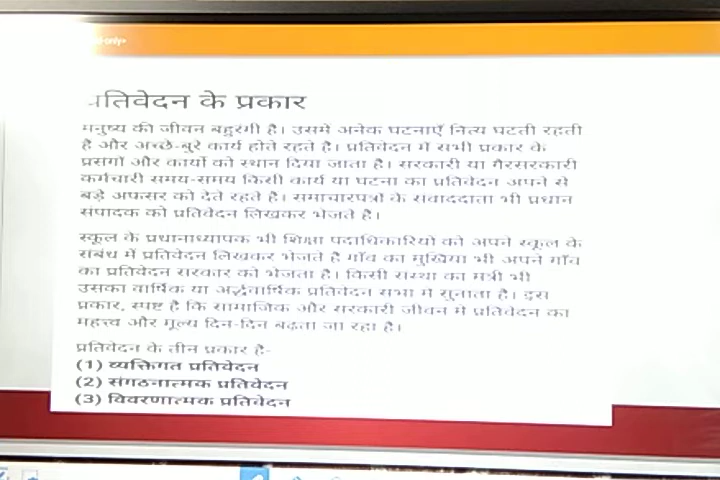 प्रतिवेदन के प्रकार
मनुष्य की जीवन बहुरंगी है। उसमें अनेक घटनाएँ नित्य घटती रहती
है और अच्छे-बुरे कार्य होते रहते है। प्रतिवेदन में सभी प्रकार के
प्रसंगों और कार्यों को स्थान दिया जाता है। सरकारी या गैरसरकारी
कर्मचारी समय-समय किसी कार्य या घटना का प्रतिवेदन अपने से
बड़े अफसर को देते रहते है। समाचारपत्रों के संवाददाता भी प्रधान
संपादक को प्रतिवेदन लिखकर भेजते है।
स्कूल के प्रधानाध्यापक भी शिक्षा पदाधिकारियों को अपने स्कूल के
संबंध में प्रतिवेदन लिखकर भेजते है गाँव का मुखिया भी अपने गाँव
का प्रतिवेदन सरकार को भेजता है। किसी संस्था का मंत्री भी
उसका वार्षिक या अर्द्धवार्षिक प्रतिवेदन सभा में सुनाता है। इस
प्रकार, स्पष्ट है कि सामाजिक और सरकारी जीवन में प्रतिवेदन का
महत्त्व और मूल्य दिन-दिन बढ़ता जा रहा है।
प्रतिवेदन के तीन प्रकार है-
(1) व्यक्तिगत प्रतिवेदन
(2) संगठनात्मक प्रतिवेदन
(3) विवरणात्मक प्रतिवेदन